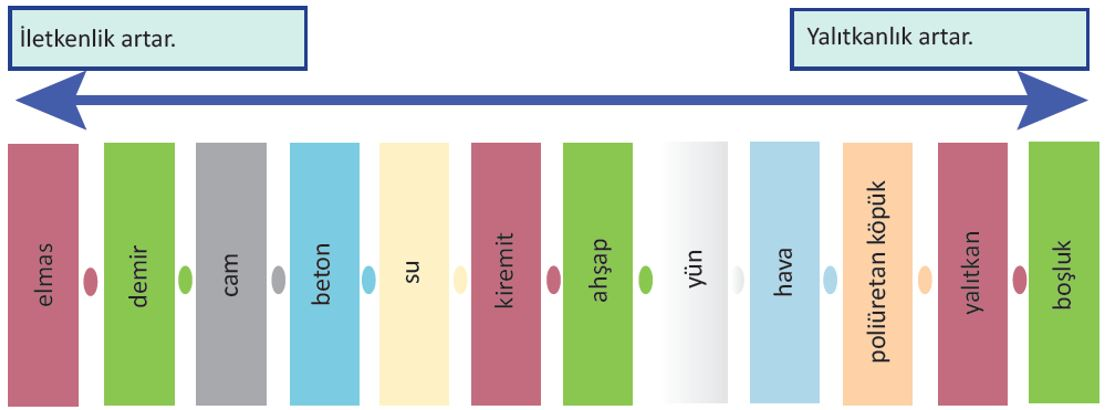 İletkenlik artar.
Yalıtkanlık artar.
elmas
demir
cam
beton
su
kiremit
ahşap
yün
hava
poliüretan köpük
yalıtkan
boşluk